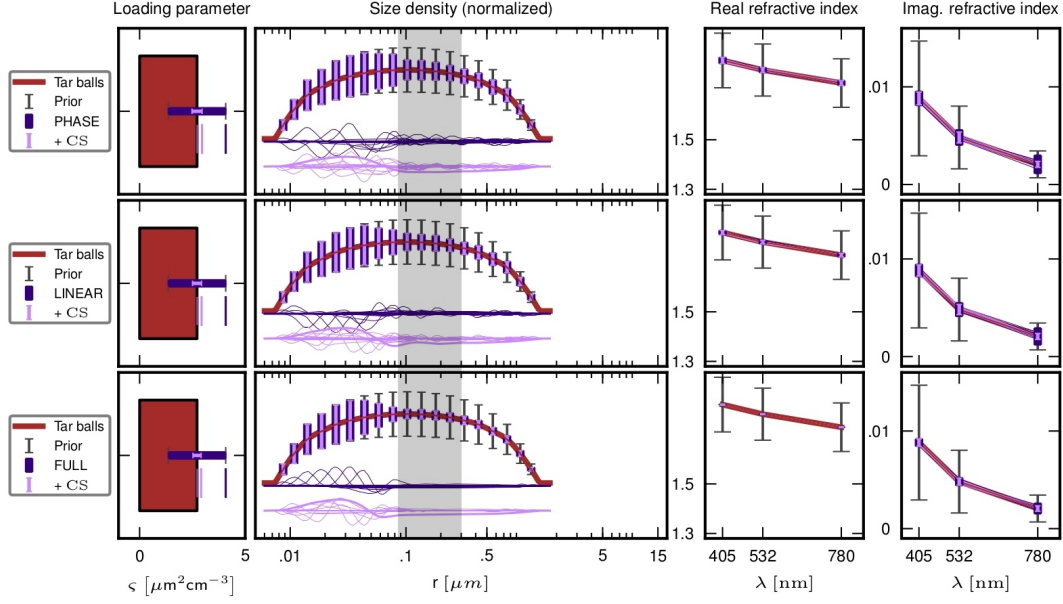 Loading parameter
Size density (normalized)
Real refractive index
Imag. refractive index
Tar balls
Prior
PHASE
+ CS
1.5
1.3
.01
0
Tar balls
Prior
LINEAR
+ CS
1.5
1.3
.01
0
Tar balls
Prior
FULL
+ CS
1.5
1.3
.01
0
0 5
.01 .1 .5 5 15
405 532 780
405 532 780
ς [μm²cm⁻³]
r [μm]
λ [nm]
λ [nm]